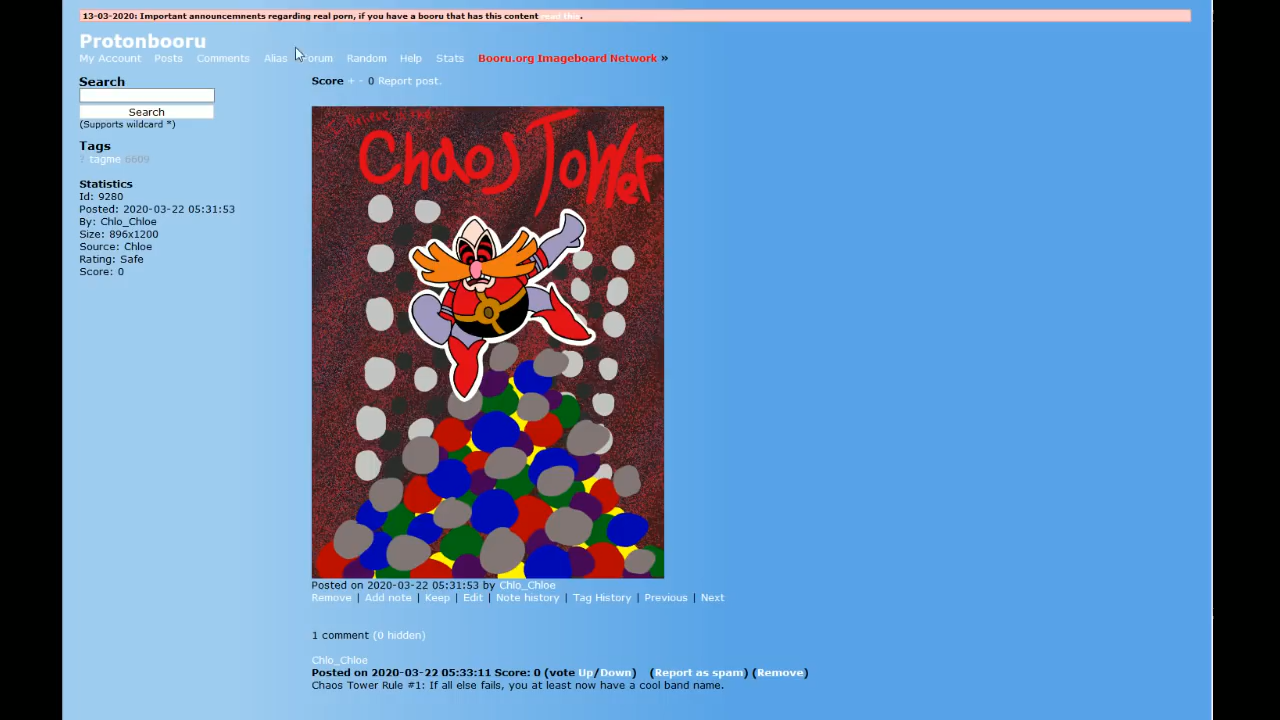 13-03-2020: Important announcemnents regarding real porn, if you have a booru that has this content read this.
Protonbooru
My Account Posts Comments Alias Forum Random Help Stats Booru.org Imageboard Network »
Search
Search
(Supports wildcard *)
Tags
? tagme 6609
Statistics
Id: 9280
Posted: 2020-03-22 05:31:53
By: Chlo_Chloe
Size: 896x1200
Source: Chloe
Rating: Safe
Score: 0
Score + - 0 Report post.
I Believe in the
Chaos Tower
Posted on 2020-03-22 05:31:53 by Chlo_Chloe
Remove | Add note | Keep | Edit | Note history | Tag History | Previous | Next
1 comment (0 hidden)
Chlo_Chloe
Posted on 2020-03-22 05:33:11 Score: 0 (vote Up/Down) (Report as spam) (Remove)
Chaos Tower Rule #1: If all else fails, you at least now have a cool band name.